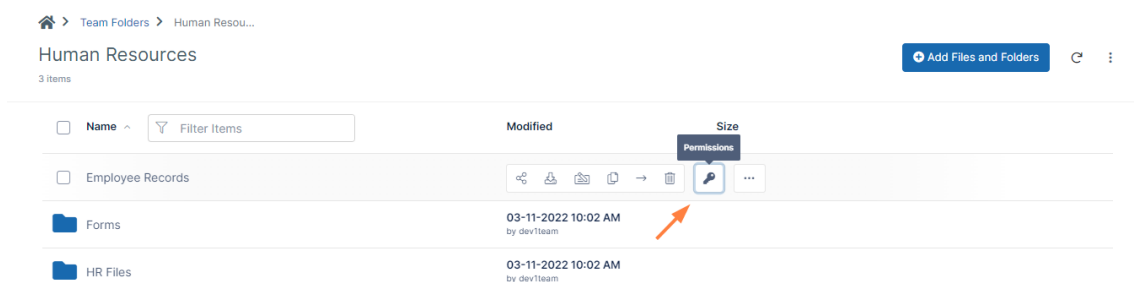 Team Folders Human Resou...
Human Resources
3 items
Add Files and Folders
Name Filter Items Modified Size
Permissions
Employee Records
Forms 03-11-2022 10:02 AM
by dev1team
HR Files 03-11-2022 10:02 AM
by dev1team